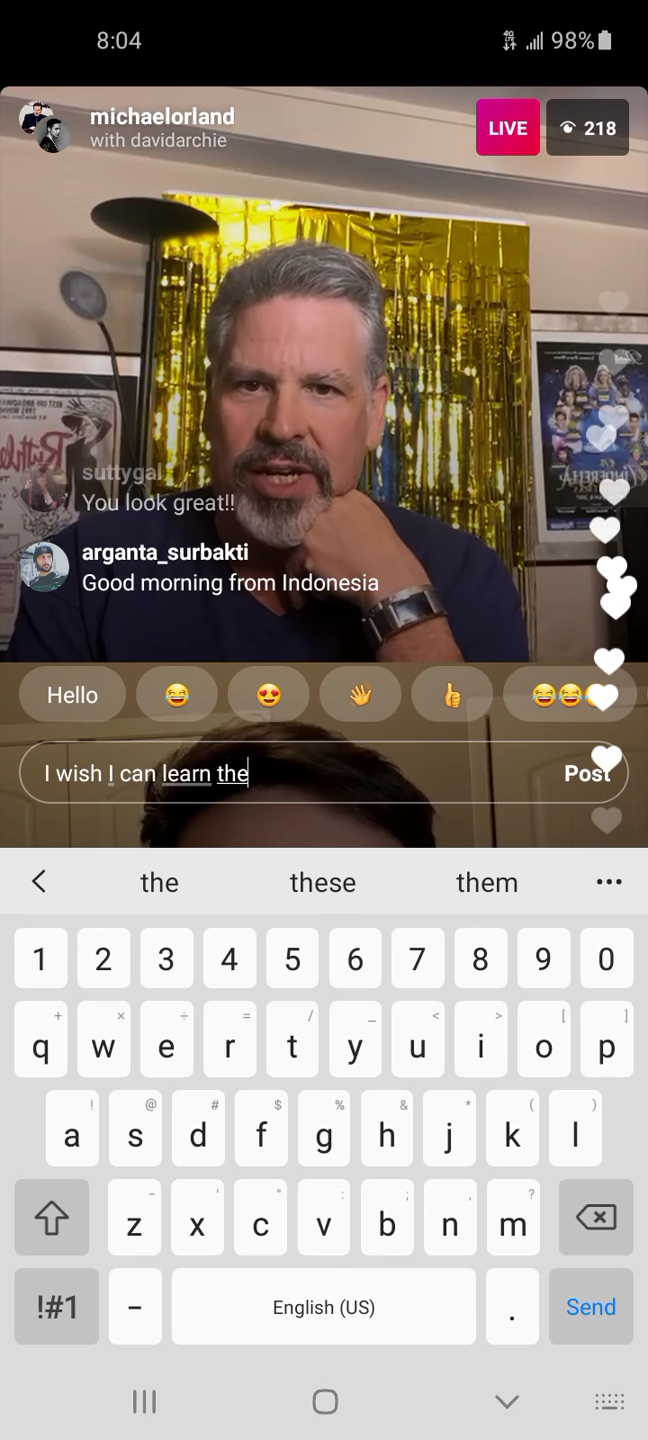 8:04
98%
michaelorland
with davidarchie
LIVE
218
suttygal
You look great!!
arganta_surbakti
Good morning from Indonesia
Hello
I wish I can learn the
Post
the these them
1 2 3 4 5 6 7 8 9 0
+ × ÷ = / _ < > [ ]
q w e r t y u i o p
! @ # $ % & * ( )
a s d f g h j k l
- ' " : ; , ?
z x c v b n m
!#1 - English (US) . Send